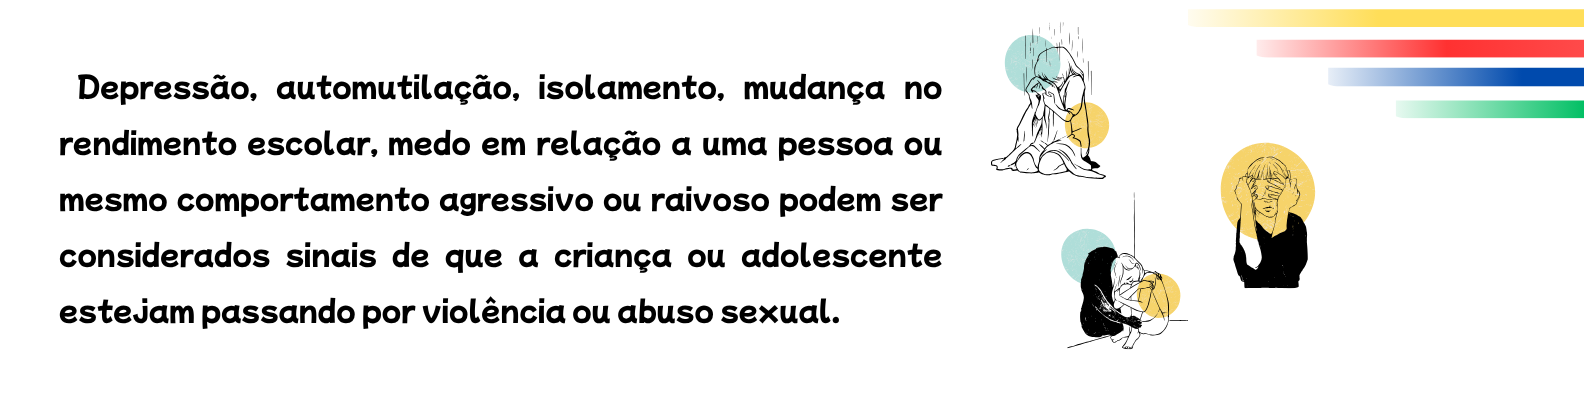 Depressão, automutilação, isolamento, mudança no
rendimento escolar, medo em relação a uma pessoa ou
mesmo comportamento agressivo ou raivoso podem ser
considerados sinais de que a criança ou adolescente
estejam passando por violência ou abuso sexual.